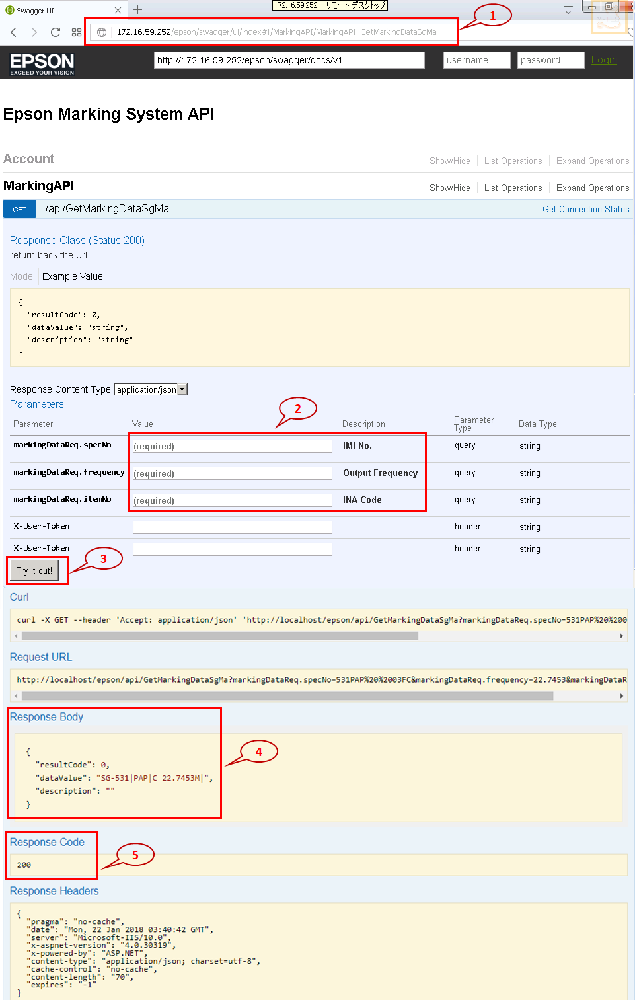 172.16.59.252 - リモート デスクトップ
Swagger UI
1
172.16.59.252/epson/swagger/ui/index#!/MarkingAPI/MarkingAPI_GetMarkingDataSgMa
EPSON
EXCEED YOUR VISION
http://172.16.59.252/epson/swagger/docs/v1
username
password
Login
Epson Marking System API
Account
Show/Hide
List Operations
Expand Operations
MarkingAPI
Show/Hide
List Operations
Expand Operations
GET
/api/GetMarkingDataSgMa
Get Connection Status
Response Class (Status 200)
return back the Url
Model
Example Value
{
"resultCode": 0,
"dataValue": "string",
"description": "string"
}
Response Content Type
application/json
Parameters
2
Parameter
Value
Description
Parameter Type
Data Type
markingDataReq.specNo
(required)
IMI No.
query
string
markingDataReq.frequency
(required)
Output Frequency
query
string
markingDataReq.itemNo
(required)
INA Code
query
string
X-User-Token
header
string
X-User-Token
header
string
3
Try it out!
Curl
curl -X GET --header 'Accept: application/json' 'http://localhost/epson/api/GetMarkingDataSgMa?markingDataReq.specNo=531PAP%20%200
Request URL
http://localhost/epson/api/GetMarkingDataSgMa?markingDataReq.specNo=531PAP%20%2003FC&markingDataReq.frequency=22.7453&markingDataR
Response Body
4
{
"resultCode": 0,
"dataValue": "SG-531|PAP|C 22.7453M|",
"description": ""
}
Response Code
5
200
Response Headers
{
"pragma": "no-cache",
"date": "Mon, 22 Jan 2018 03:40:42 GMT",
"server": "Microsoft-IIS/10.0",
"x-aspnet-version": "4.0.30319",
"x-powered-by": "ASP.NET",
"content-type": "application/json; charset=utf-8",
"cache-control": "no-cache",
"content-length": "70",
"expires": "-1"
}